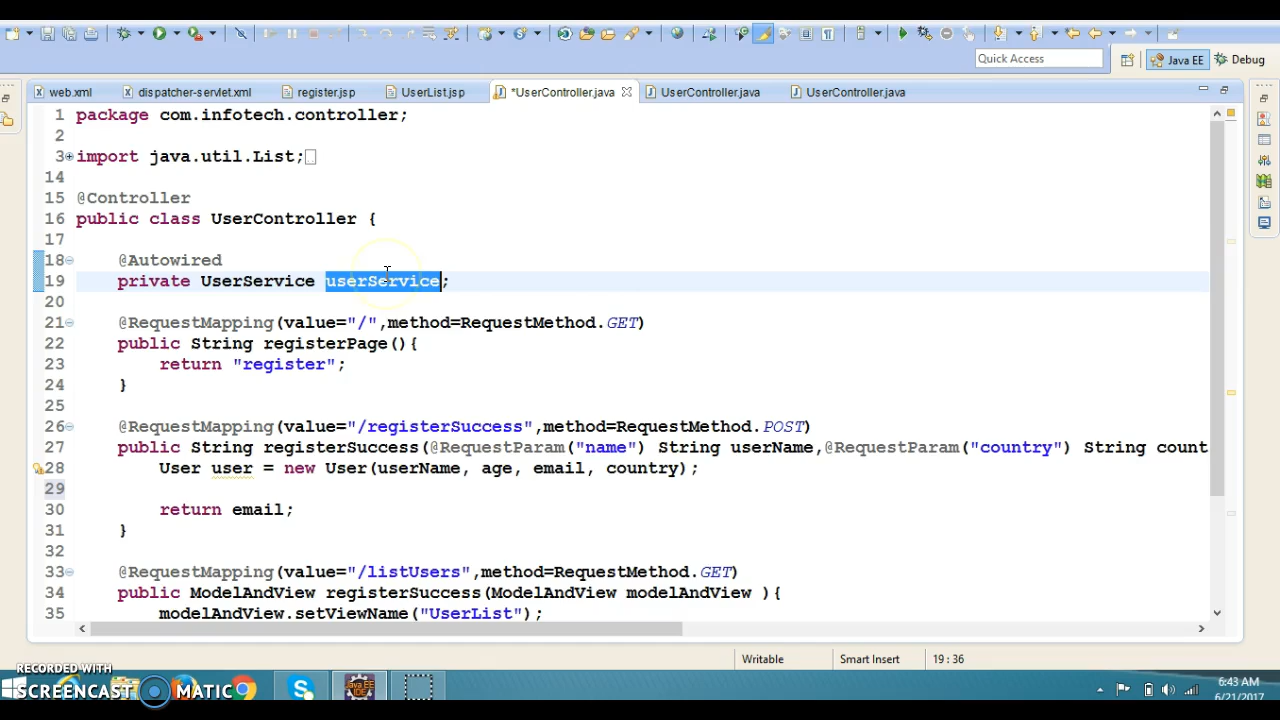 Quick Access
Java EE
Debug
web.xml
dispatcher-servlet.xml
register.jsp
UserList.jsp
*UserController.java
UserController.java
UserController.java
1 package com.infotech.controller;
2
3 import java.util.List;
14
15 @Controller
16 public class UserController {
17
18 @Autowired
19 private UserService userService;
20
21 @RequestMapping(value="/",method=RequestMethod.GET)
22 public String registerPage(){
23 return "register";
24 }
25
26 @RequestMapping(value="/registerSuccess",method=RequestMethod.POST)
27 public String registerSuccess(@RequestParam("name") String userName,@RequestParam("country") String count
28 User user = new User(userName, age, email, country);
29
30 return email;
31 }
32
33 @RequestMapping(value="/listUsers",method=RequestMethod.GET)
34 public ModelAndView registerSuccess(ModelAndView modelAndView ){
35 modelAndView.setViewName("UserList");
Writable
Smart Insert
19 : 36
RECORDED WITH
SCREENCAST MATIC
Java EE
IDE
6:43 AM
6/21/2017